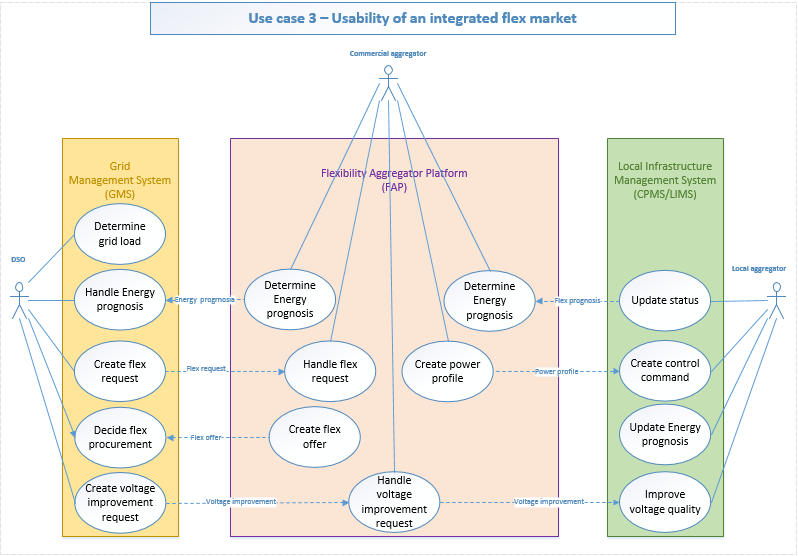 Use case 3 – Usability of an integrated flex market
Commercial aggregator
Grid
Management System
(GMS)
Flexibility Aggregator Platform
(FAP)
Local Infrastructure
Management System
(CPMS/LIMS)
DSO
Local aggregator
Determine
grid load
Handle Energy
prognosis
Energy progmosia
Determine
Energy
prognosis
Determine
Energy
prognosis
Flex prognosis
Update status
Create flex
request
Flex request
Handle flex
request
Create power
profile
Power profile
Create control
command
Decide flex
procurement
Flex offer
Create flex
offer
Update Energy
prognosis
Create voltage
improvement
request
Voltage improvement
Handle
voltage
improvement
request
Voltage improvement
Improve
voltage quality